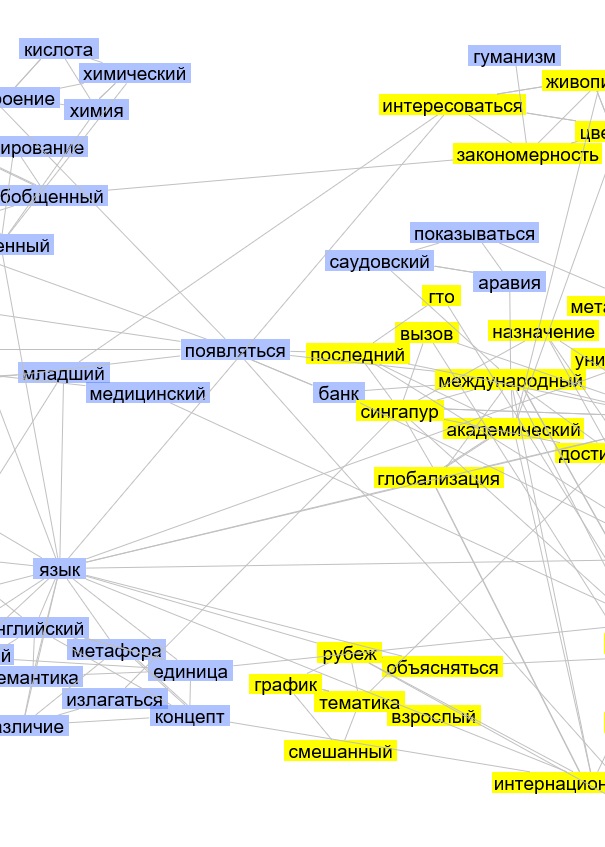 кислота
гуманизм
химический
живопи
роение
интересоваться
химия
цве
ирование
закономерность
бобщенный
показываться
енный
саудовский
аравия
гто
мета
вызов
назначение
появляться
последний
уни
младший
международный
медицинский
банк
сингапур
академический
дости
глобализация
язык
нглийский
метафора
рубеж
й
единица
объясняться
емантика
график
излагаться
тематика
концепт
взрослый
азличие
смешанный
интернацион